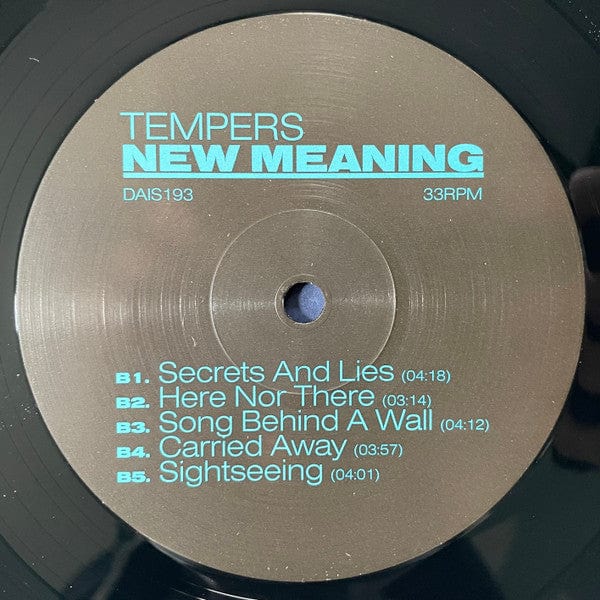 TEMPERS
NEW MEANING
DAIS193 33RPM
B1. Secrets And Lies (04:18)
B2. Here Nor There (03:14)
B3. Song Behind A Wall (04:12)
B4. Carried Away (03:57)
B5. Sightseeing (04:01)